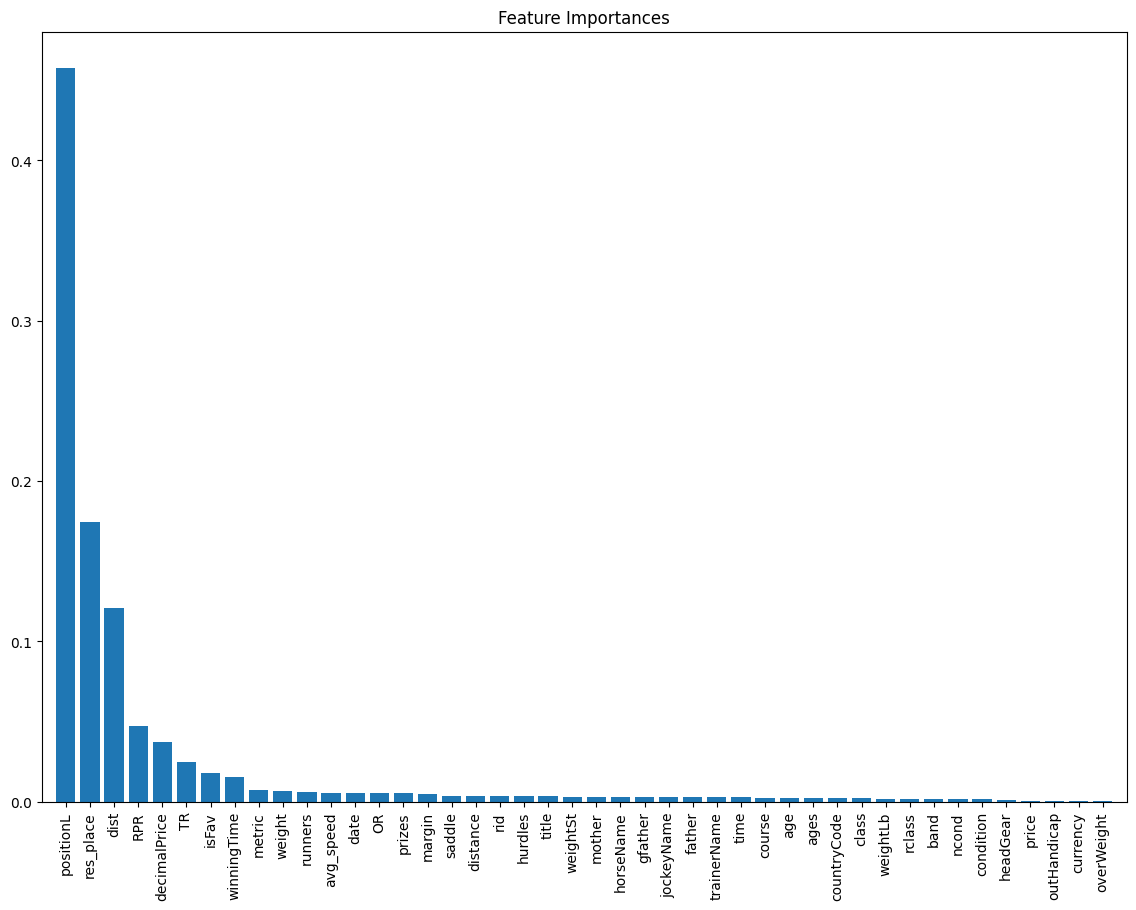 Feature Importances
0.4
0.3
0.2
0.1
0.0
positionL
res_place
dist
RPR
decimalPrice
TR
isFav
winningTime
metric
weight
runners
avg_speed
date
OR
prizes
margin
saddle
distance
rid
hurdles
title
weightSt
mother
horseName
gfather
jockeyName
father
trainerName
time
course
age
ages
countryCode
class
weightLb
rclass
band
ncond
condition
headGear
price
outHandicap
currency
overWeight